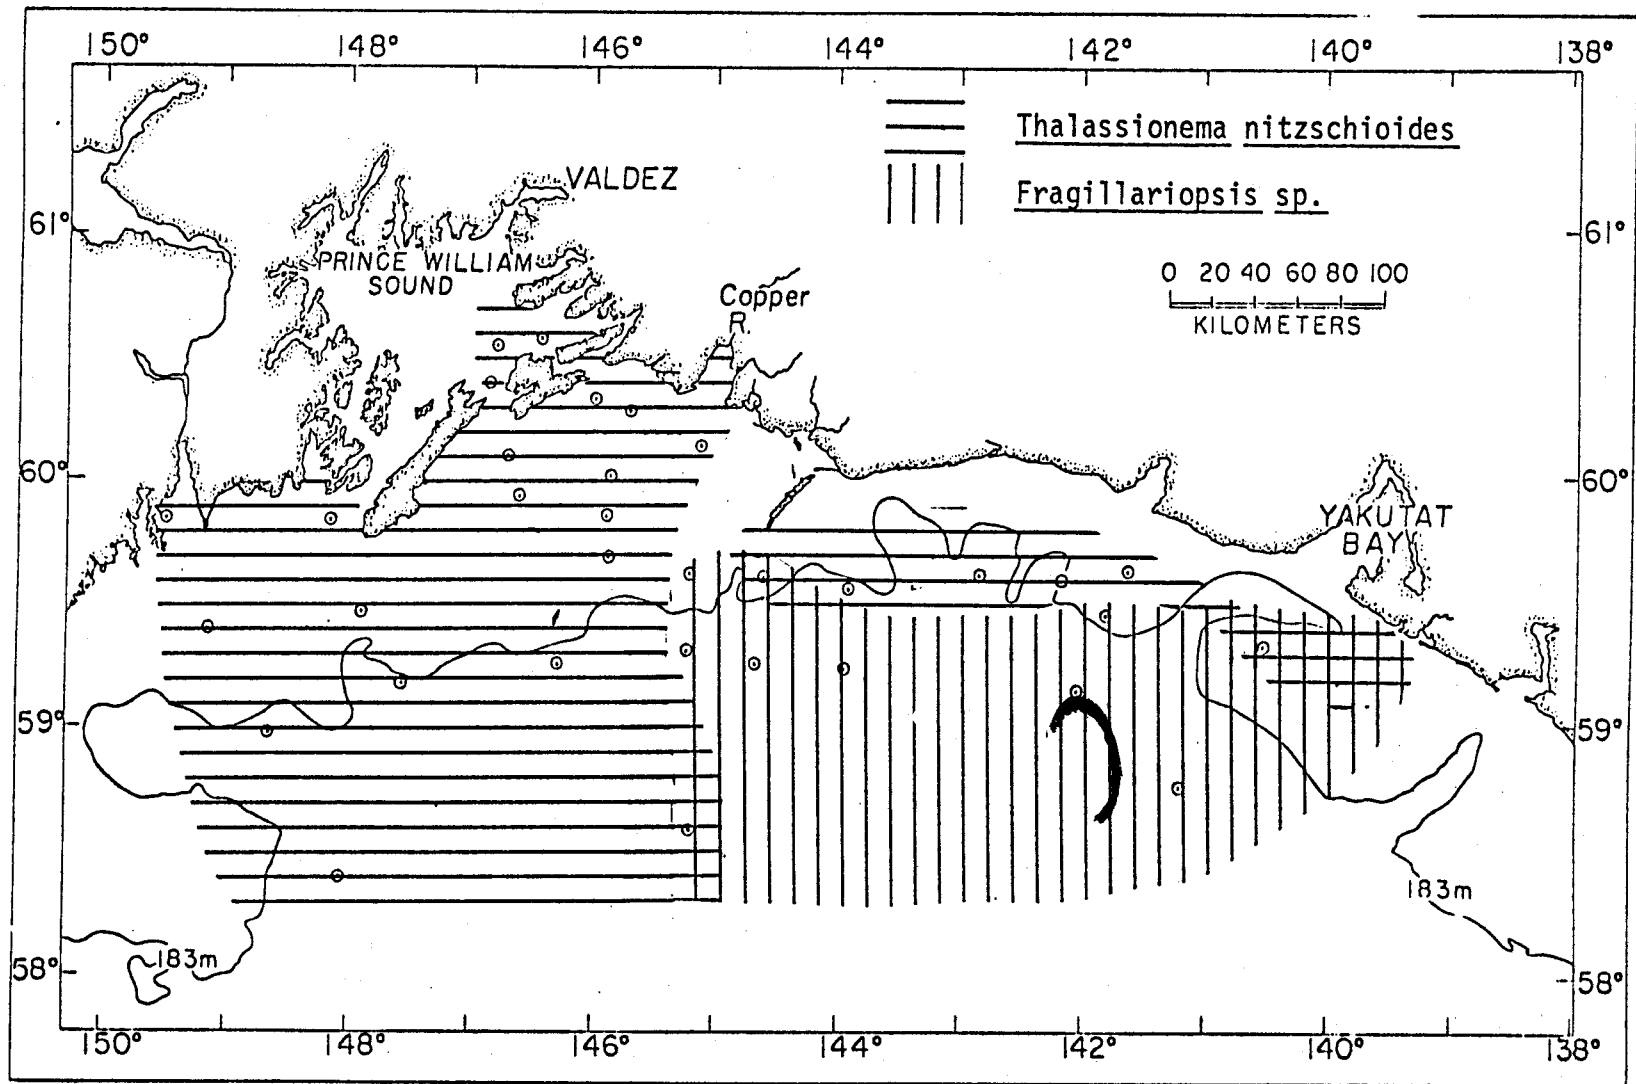 150° 148° 146° 144° 142° 140° 138°
Thalassionema nitzschioides
Fragillariopsis sp.
VALDEZ
61° 61°
PRINCE WILLIAM
SOUND
0 20 40 60 80 100
KILOMETERS
Copper
R.
60° 60°
YAKUTAT
BAY
59° 59°
183m
183m
58° 58°
150° 148° 146° 144° 142° 140° 138°